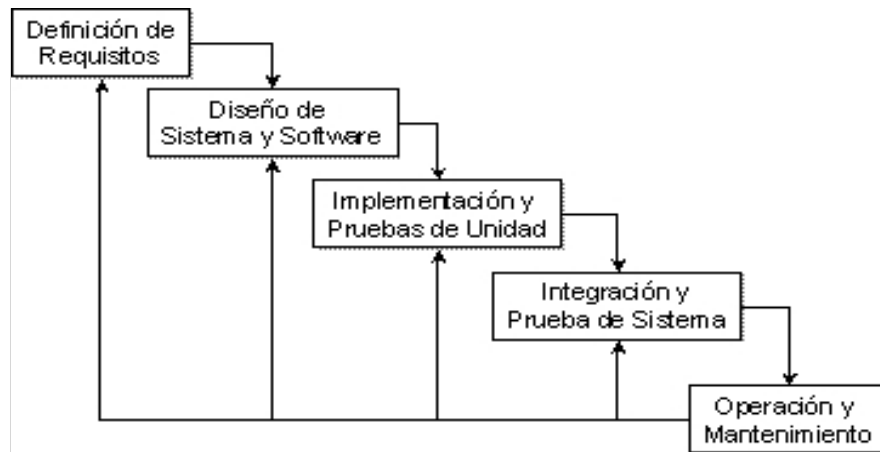 Definición de
Requisitos
Diseño de
Sistema y Software
Implementación y
Pruebas de Unidad
Integración y
Prueba de Sistema
Operación y
Mantenimiento